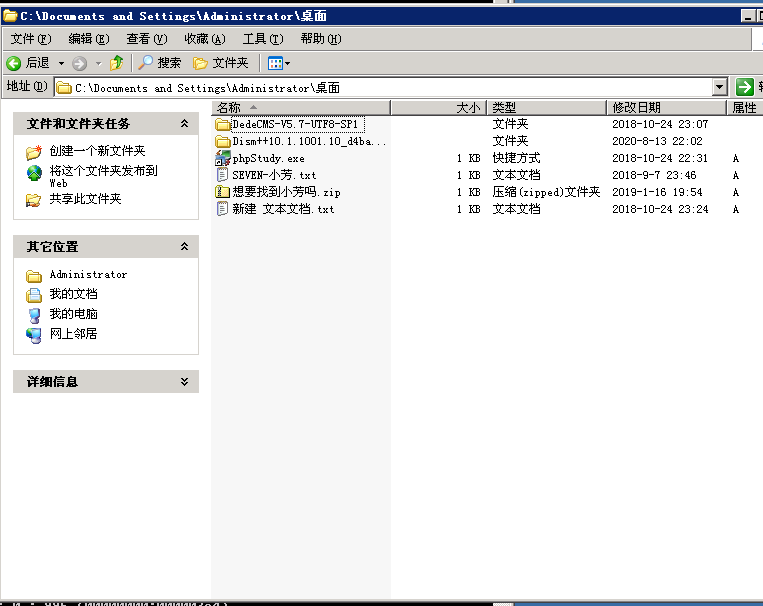 C:\Documents and Settings\Administrator\桌面
文件(F) 编辑(E) 查看(V) 收藏(A) 工具(T) 帮助(H)
后退 搜索 文件夹
地址(D) C:\Documents and Settings\Administrator\桌面
名称 大小 类型 修改日期 属性
DedeCMS-V5.7-UTF8-SP1 文件夹 2018-10-24 23:07
Dism++10.1.1001.10_d4ba... 文件夹 2020-8-13 22:02
phpStudy.exe 1 KB 快捷方式 2018-10-24 22:31 A
SEVEN-小芳.txt 1 KB 文本文档 2018-9-7 23:46 A
想要找到小芳吗.zip 1 KB 压缩(zipped)文件夹 2019-1-16 19:54 A
新建 文本文档.txt 1 KB 文本文档 2018-10-24 23:24 A
文件和文件夹任务
创建一个新文件夹
将这个文件夹发布到
Web
共享此文件夹
其它位置
Administrator
我的文档
我的电脑
网上邻居
详细信息